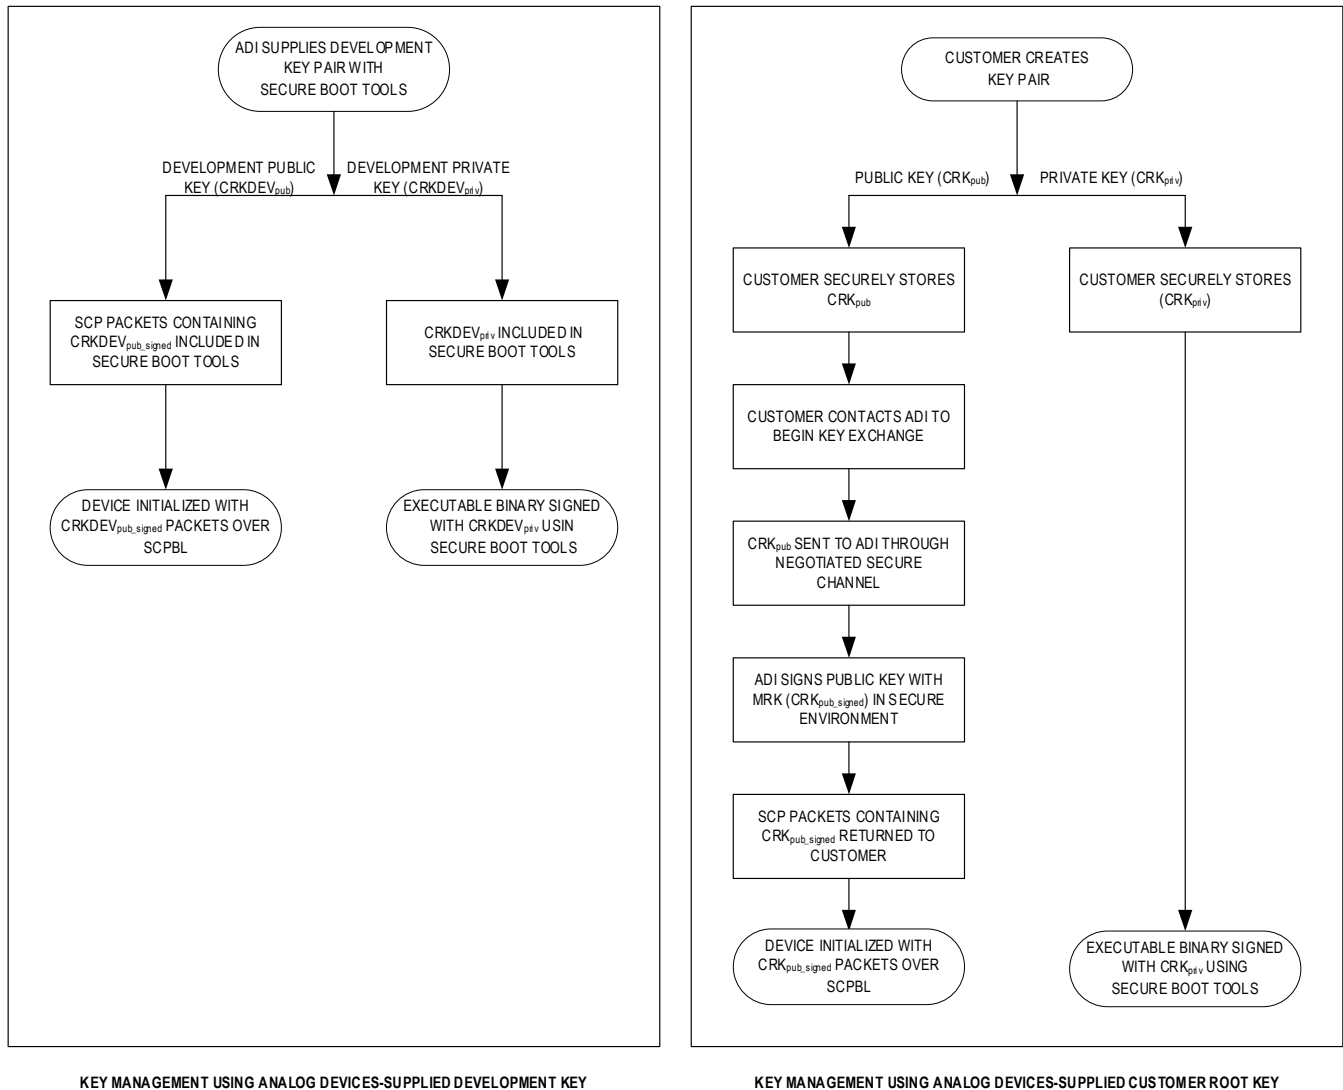 ADI SUPPLIES DEVELOPMENT
KEY PAIR WITH
SECURE BOOT TOOLS
DEVELOPMENT PUBLIC
KEY (CRKDEVpub)
DEVELOPMENT PRIVATE
KEY (CRKDEVpriv)
SCP PACKETS CONTAINING
CRKDEVpub_signed INCLUDED IN
SECURE BOOT TOOLS
CRKDEVpriv INCLUDED IN
SECURE BOOT TOOLS
DEVICE INITIALIZED WITH
CRKDEVpub_signed PACKETS OVER
SCPBL
EXECUTABLE BINARY SIGNED
WITH CRKDEVpriv USIN
SECURE BOOT TOOLS
KEY MANAGEMENT USING ANALOG DEVICES-SUPPLIED DEVELOPMENT KEY
CUSTOMER CREATES
KEY PAIR
PUBLIC KEY (CRKpub)
PRIVATE KEY (CRKpriv)
CUSTOMER SECURELY STORES
CRKpub
CUSTOMER SECURELY STORES
(CRKpriv)
CUSTOMER CONTACTS ADI TO
BEGIN KEY EXCHANGE
CRKpub SENT TO ADI THROUGH
NEGOTIATED SECURE
CHANNEL
ADI SIGNS PUBLIC KEY WITH
MRK (CRKpub_signed) IN SECURE
ENVIRONMENT
SCP PACKETS CONTAINING
CRKpub_signed RETURNED TO
CUSTOMER
DEVICE INITIALIZED WITH
CRKpub_signed PACKETS OVER
SCPBL
EXECUTABLE BINARY SIGNED
WITH CRKpriv USING
SECURE BOOT TOOLS
KEY MANAGEMENT USING ANALOG DEVICES-SUPPLIED CUSTOMER ROOT KEY